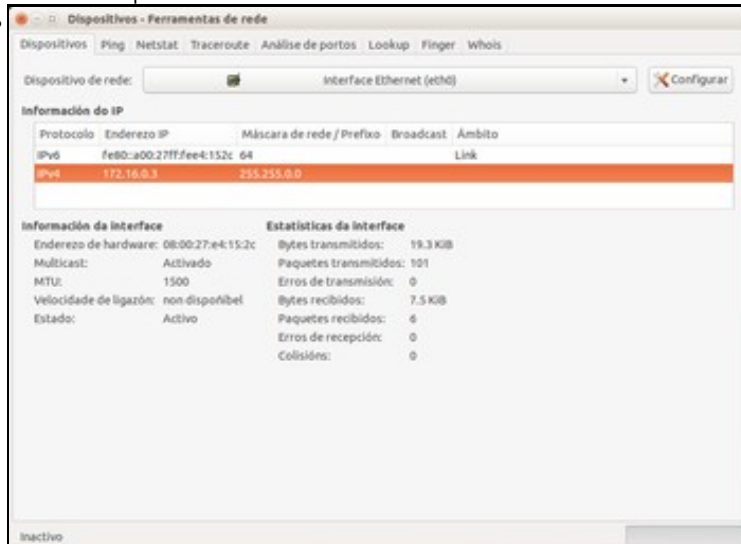 Dispositivos - Ferramentas de rede
Dispositivos Ping Netstat Traceroute Análise de portos Lookup Finger Whois
Dispositivo de rede: Interface Ethernet (eth0) Configurar
Información do IP
Protocolo Enderezo IP Máscara de rede / Prefixo Broadcast Ámbito
IPv6 fe80::a00:27ff:fee4:152c 64 Link
IPv4 172.16.0.3 255.255.0.0
Información da interface Estatísticas da interface
Enderezo de hardware: 08:00:27:e4:15:2c Bytes transmitidos: 19.3 KiB
Multicast: Activado Paquetes transmitidos: 101
MTU: 1500 Erros de transmisión: 0
Velocidade de ligazón: non dispoñíbel Bytes recibidos: 7.5 KiB
Estado: Activo Paquetes recibidos: 6
Erros de recepción: 0
Colisións: 0
Inactivo